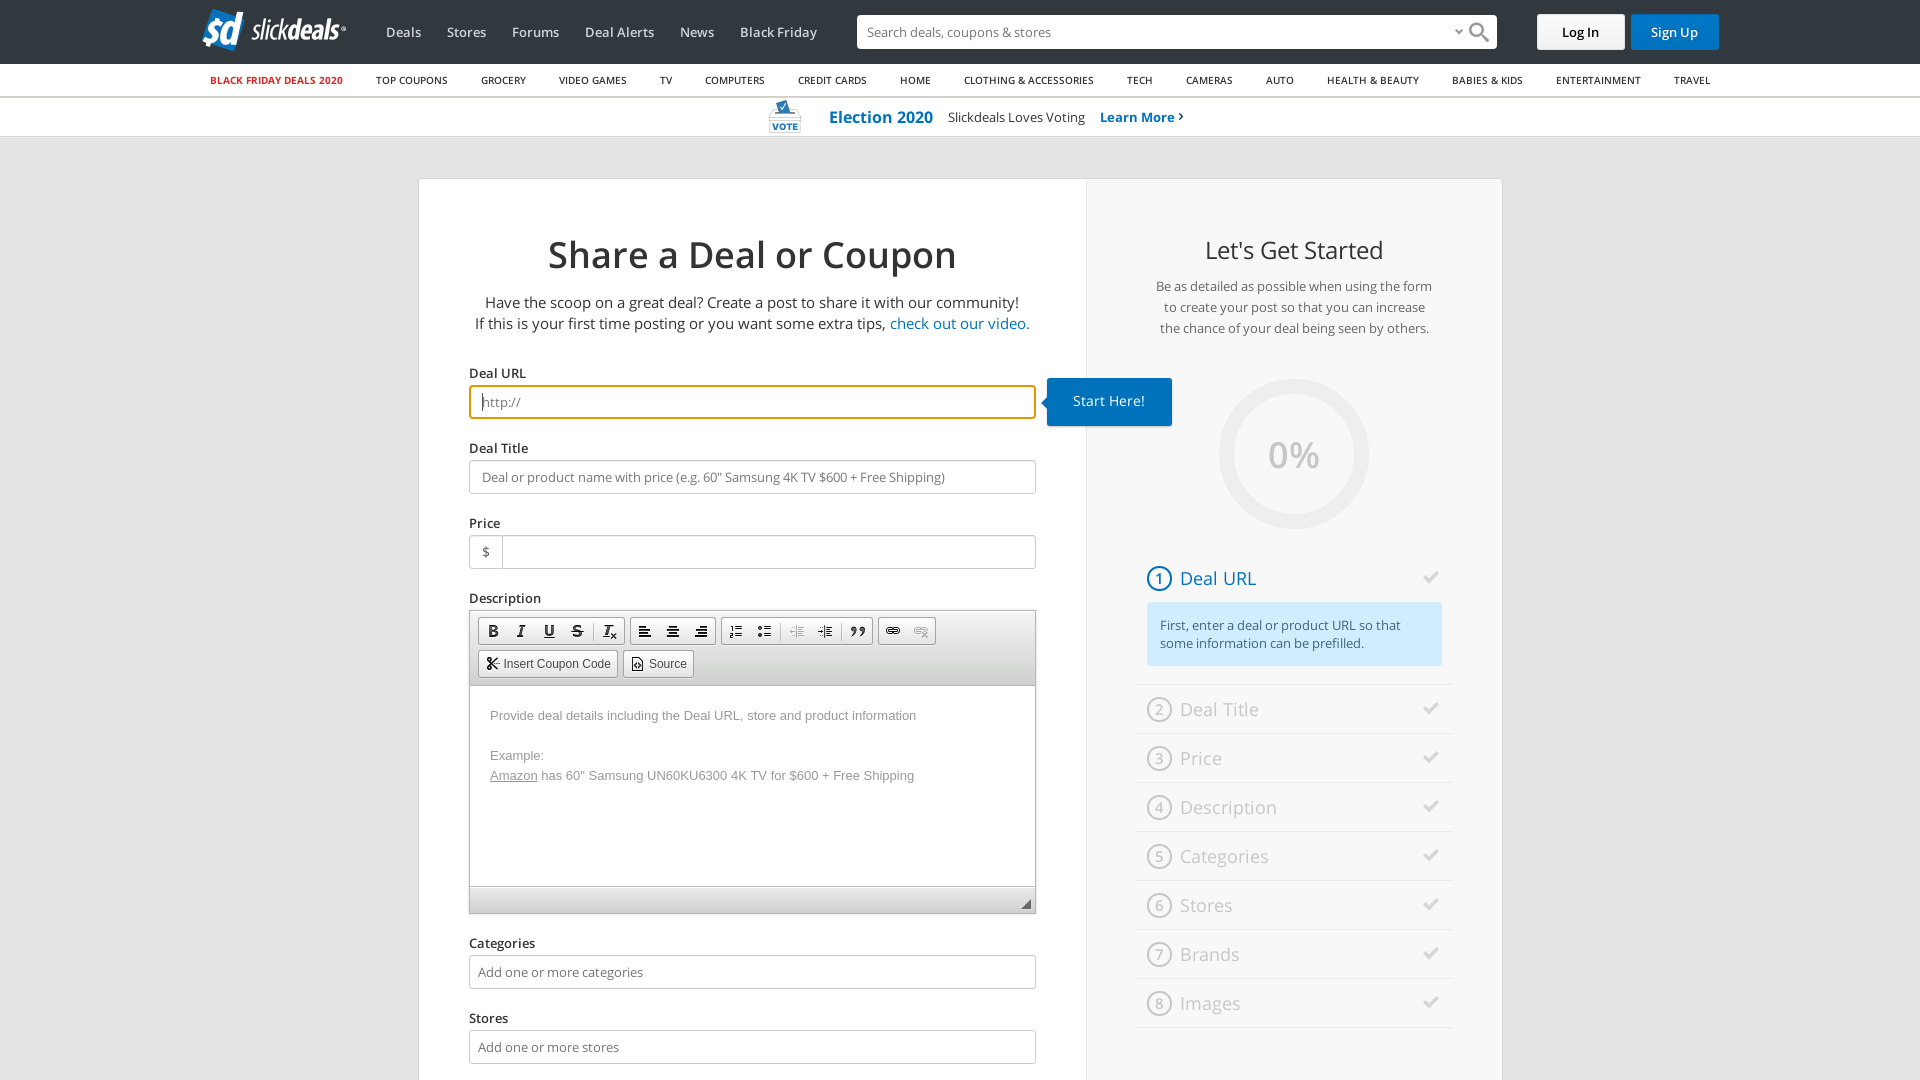 sd slickdeals®
Deals
Stores
Forums
Deal Alerts
News
Black Friday
Search deals, coupons & stores
Log In
Sign Up
BLACK FRIDAY DEALS 2020
TOP COUPONS
GROCERY
VIDEO GAMES
TV
COMPUTERS
CREDIT CARDS
HOME
CLOTHING & ACCESSORIES
TECH
CAMERAS
AUTO
HEALTH & BEAUTY
BABIES & KIDS
ENTERTAINMENT
TRAVEL
VOTE
Election 2020 Slickdeals Loves Voting Learn More
Share a Deal or Coupon
Have the scoop on a great deal? Create a post to share it with our community!
If this is your first time posting or you want some extra tips, check out our video.
Deal URL
http://
Start Here!
Deal Title
Deal or product name with price (e.g. 60" Samsung 4K TV $600 + Free Shipping)
Price
$
Description
B I U S Tx
Insert Coupon Code
Source
Provide deal details including the Deal URL, store and product information
Example:
Amazon has 60" Samsung UN60KU6300 4K TV for $600 + Free Shipping
Categories
Add one or more categories
Stores
Add one or more stores
Let's Get Started
Be as detailed as possible when using the form
to create your post so that you can increase
the chance of your deal being seen by others.
0%
1 Deal URL
First, enter a deal or product URL so that
some information can be prefilled.
2 Deal Title
3 Price
4 Description
5 Categories
6 Stores
7 Brands
8 Images